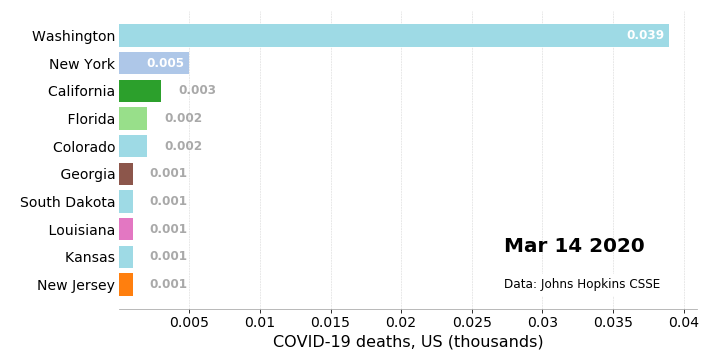 Washington 0.039
New York 0.005
California 0.003
Florida 0.002
Colorado 0.002
Georgia 0.001
South Dakota 0.001
Louisiana 0.001
Kansas 0.001
New Jersey 0.001
Mar 14 2020
Data: Johns Hopkins CSSE
0.005 0.01 0.015 0.02 0.025 0.03 0.035 0.04
COVID-19 deaths, US (thousands)